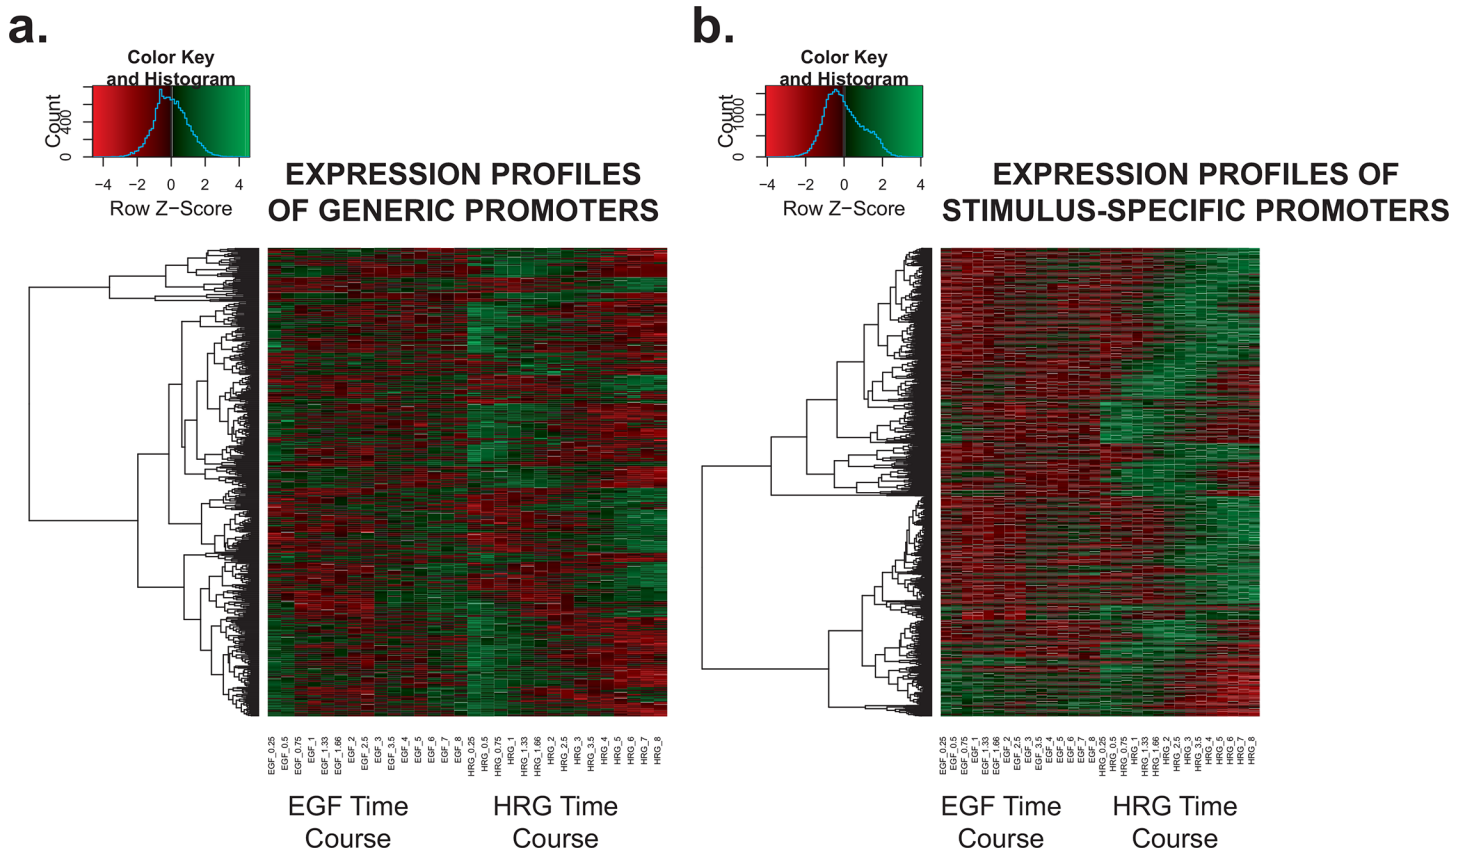 a.
Color Key
and Histogram
Count
0
400
−4 −2 0 2 4
Row Z−Score
EXPRESSION PROFILES
OF GENERIC PROMOTERS
EGF_0.25
EGF_0.5
EGF_0.75
EGF_1
EGF_1.33
EGF_1.66
EGF_2
EGF_2.5
EGF_3
EGF_3.5
EGF_4
EGF_5
EGF_6
EGF_7
EGF_8
HRG_0.25
HRG_0.5
HRG_0.75
HRG_1
HRG_1.33
HRG_1.66
HRG_2
HRG_2.5
HRG_3
HRG_3.5
HRG_4
HRG_5
HRG_6
HRG_7
HRG_8
EGF Time
Course
HRG Time
Course
b.
Color Key
and Histogram
Count
0
1000
−4 −2 0 2 4
Row Z−Score
EXPRESSION PROFILES OF
STIMULUS-SPECIFIC PROMOTERS
EGF_0.25
EGF_0.5
EGF_0.75
EGF_1
EGF_1.33
EGF_1.66
EGF_2
EGF_2.5
EGF_3
EGF_3.5
EGF_4
EGF_5
EGF_6
EGF_7
EGF_8
HRG_0.25
HRG_0.5
HRG_0.75
HRG_1
HRG_1.33
HRG_1.66
HRG_2
HRG_2.5
HRG_3
HRG_3.5
HRG_4
HRG_5
HRG_6
HRG_7
HRG_8
EGF Time
Course
HRG Time
Course